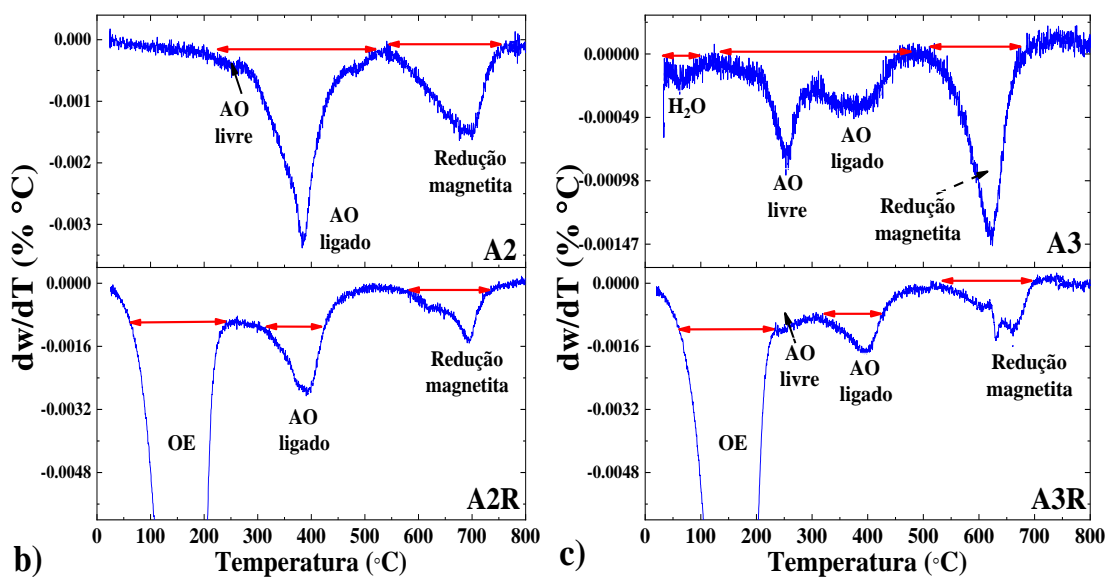 0.000
-0.001
-0.002
-0.003
AO
livre
AO
ligado
Redução
magnetita
A2
0.00000
-0.00049
-0.00098
-0.00147
H2O
AO
livre
AO
ligado
Redução
magnetita
A3
dw/dT (% °C)
0.0000
-0.0016
-0.0032
-0.0048
OE
AO
ligado
Redução
magnetita
A2R
0 100 200 300 400 500 600 700 800
Temperatura (°C)
b)
dw/dT (% °C)
0.0000
-0.0016
-0.0032
-0.0048
OE
AO
livre
AO
ligado
Redução
magnetita
A3R
0 100 200 300 400 500 600 700 800
Temperatura (°C)
c)